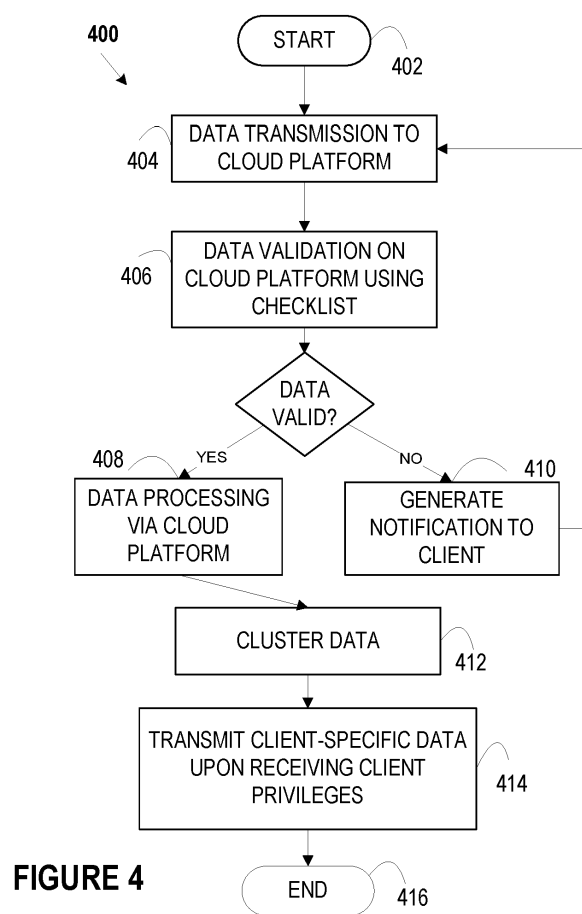 400
START
402
DATA TRANSMISSION TO
CLOUD PLATFORM
404
DATA VALIDATION ON
CLOUD PLATFORM USING
CHECKLIST
406
DATA
VALID?
YES
NO
408
410
DATA PROCESSING
VIA CLOUD
PLATFORM
GENERATE
NOTIFICATION TO
CLIENT
CLUSTER DATA
412
TRANSMIT CLIENT-SPECIFIC DATA
UPON RECEIVING CLIENT
PRIVILEGES
414
END
416
FIGURE 4